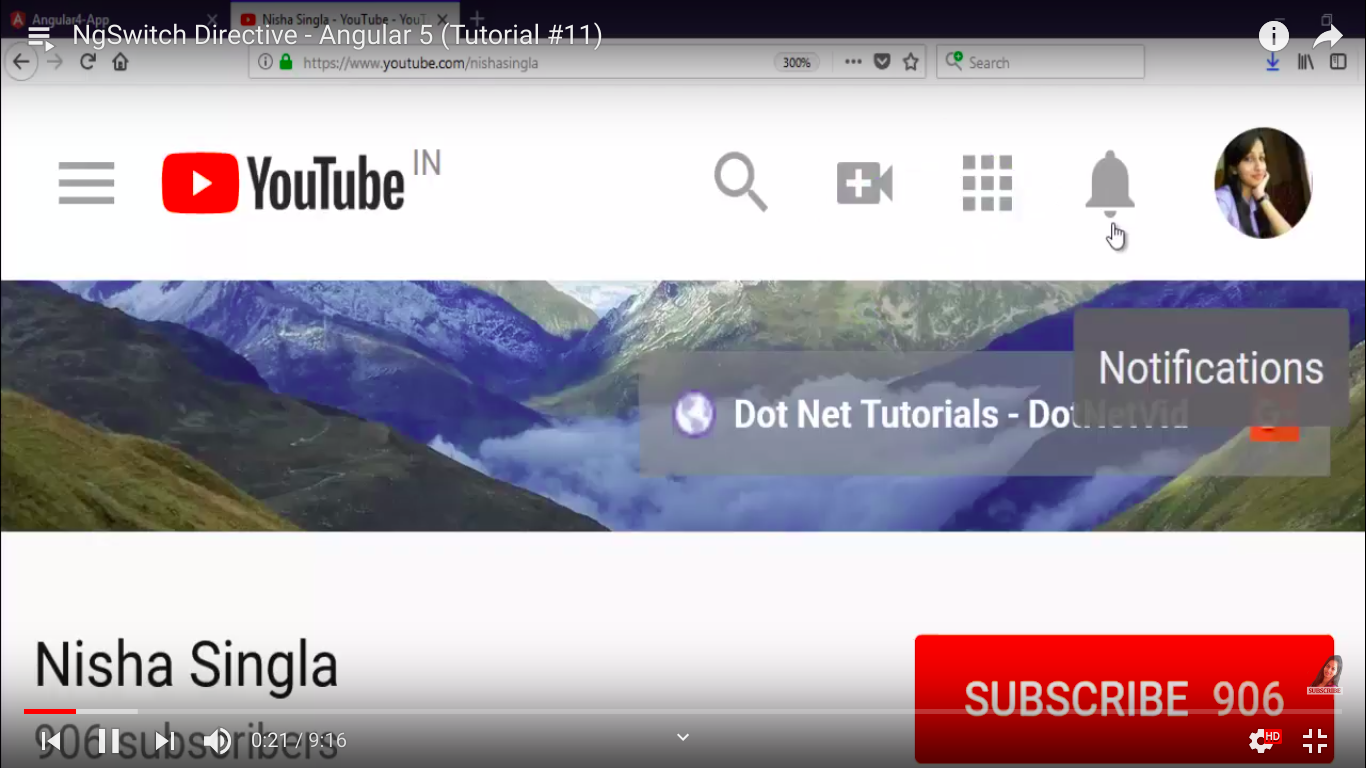 Angular4-App
Nisha Singla - YouTube - YouT
NgSwitch Directive - Angular 5 (Tutorial #11)
https://www.youtube.com/nishasingla
300%
Search
YouTube IN
Notifications
Dot Net Tutorials - DotNetVid
G+
Nisha Singla
SUBSCRIBE 906
SUBSCRIBE
906 subscribers
0:21 / 9:16
HD